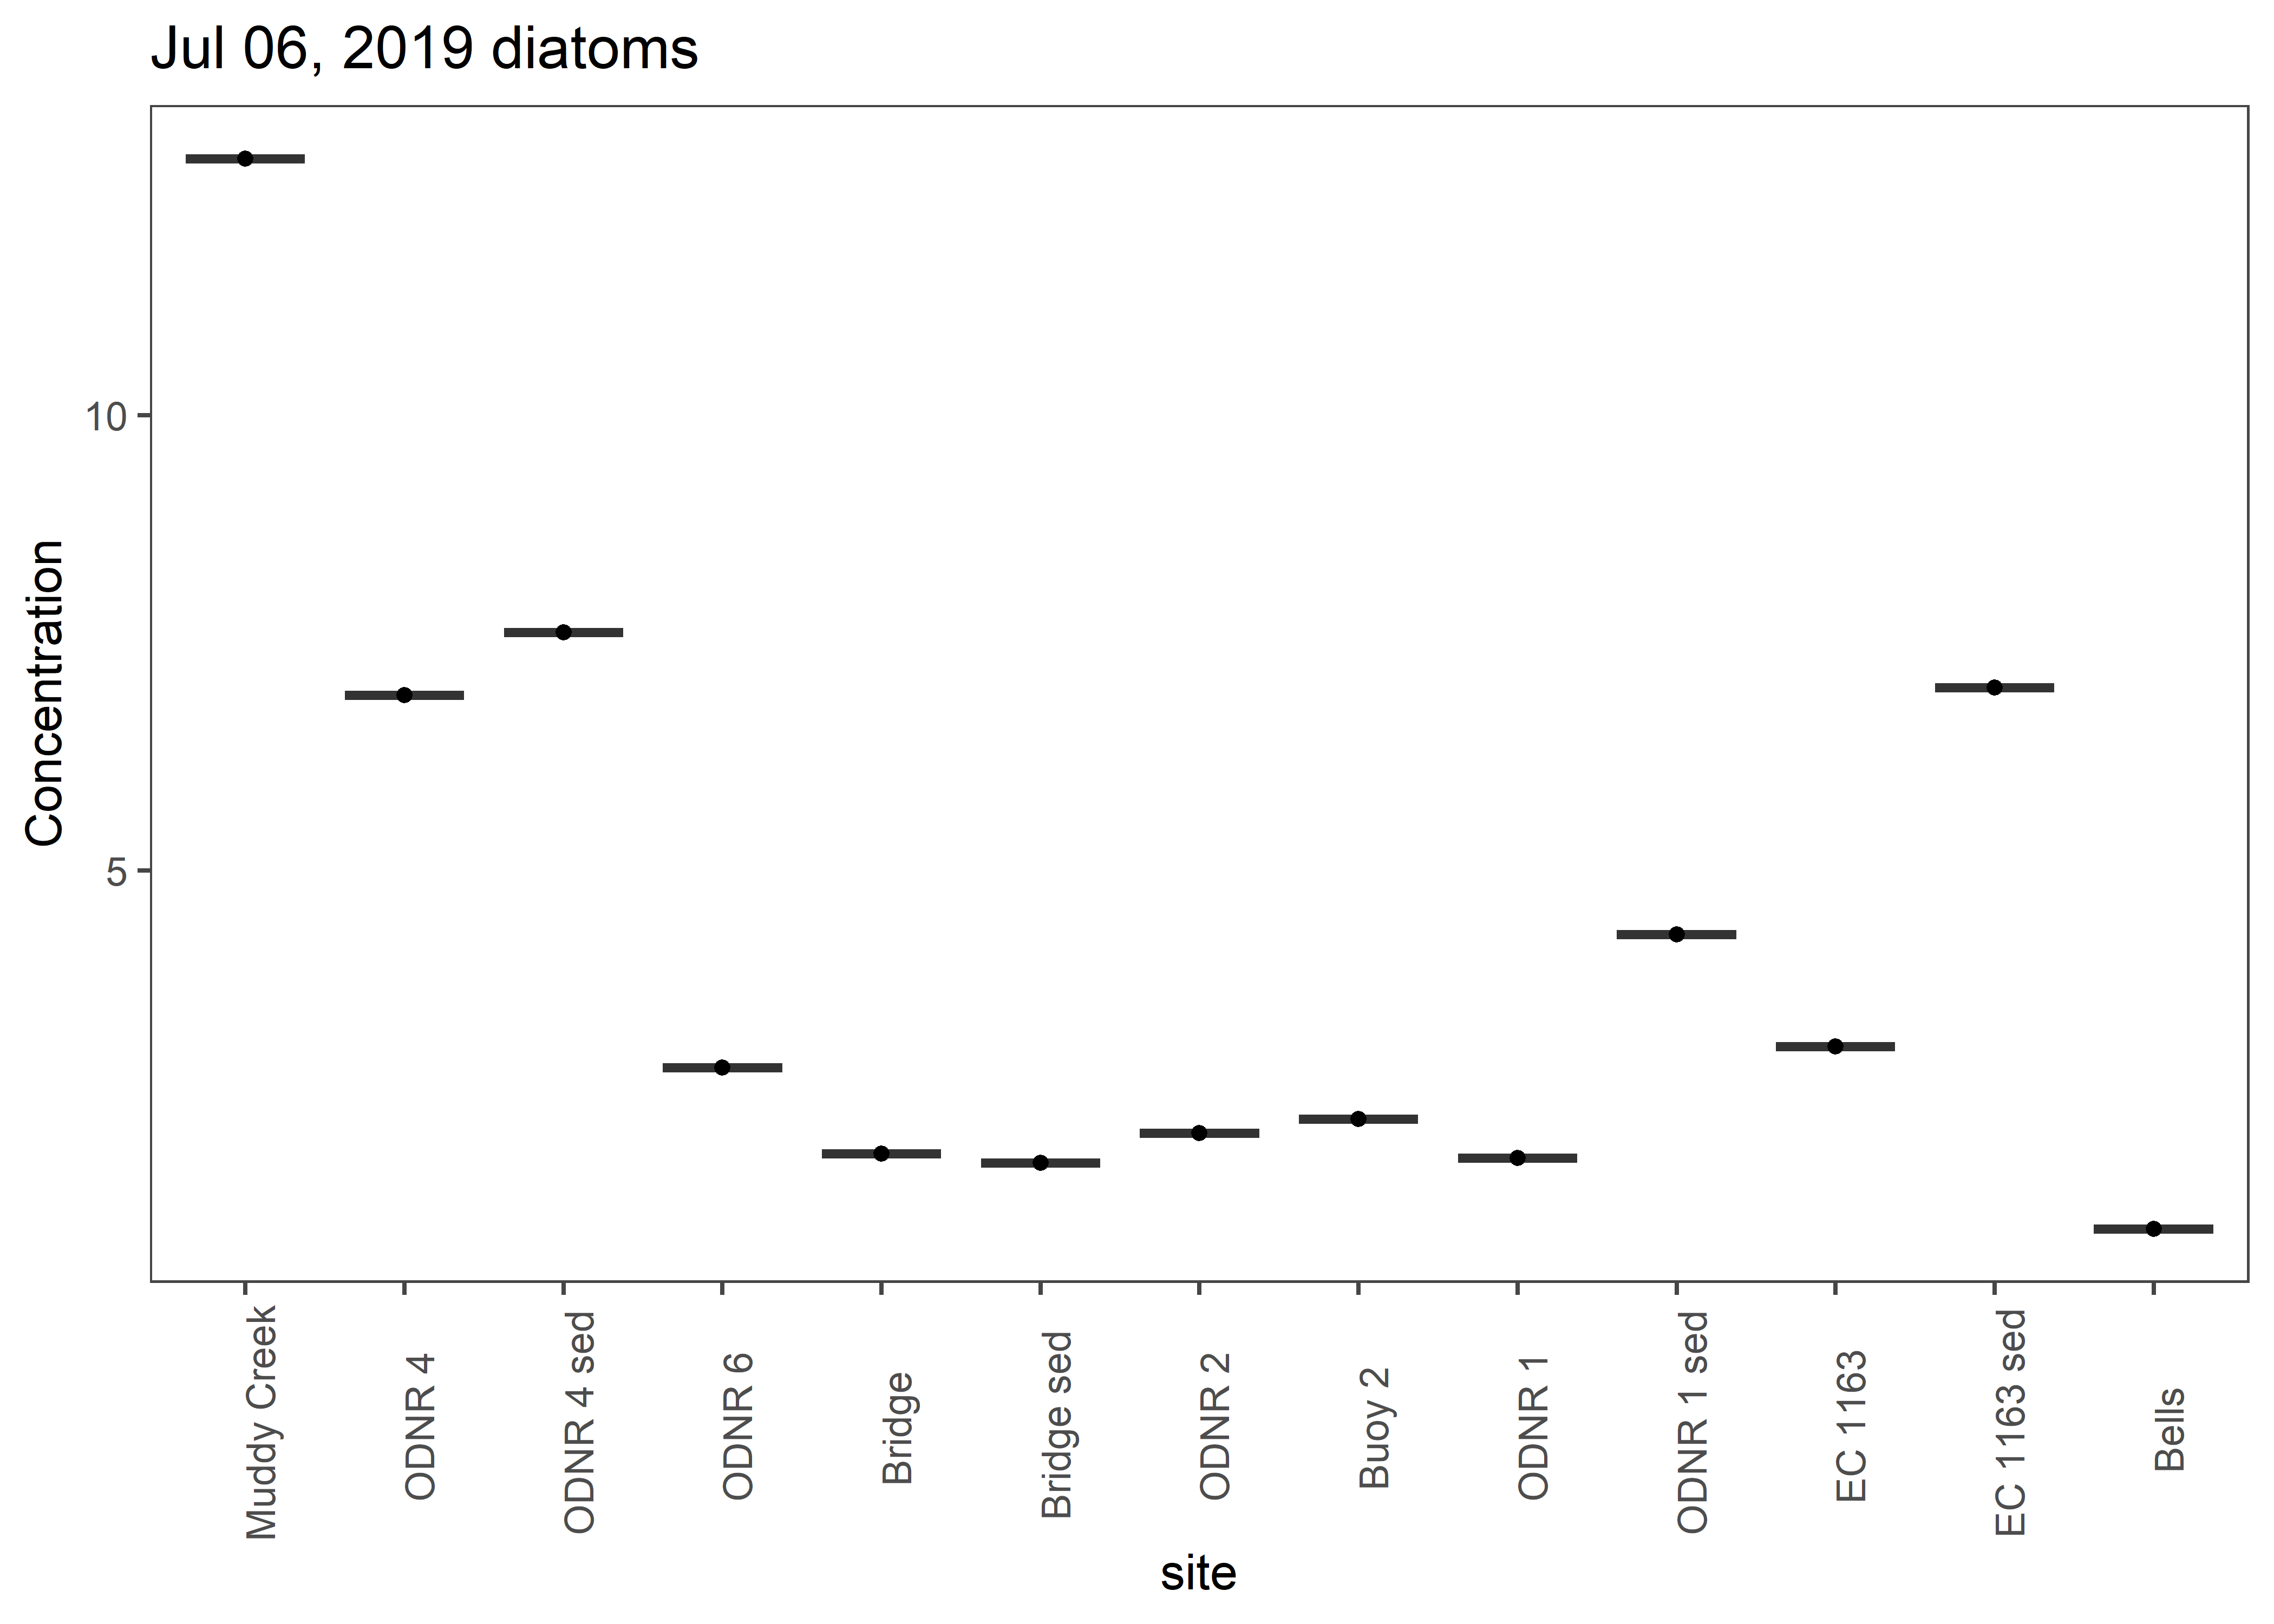 Jul 06, 2019 diatoms
Concentration
10
5
Muddy Creek
ODNR 4
ODNR 4 sed
ODNR 6
Bridge
Bridge sed
ODNR 2
Buoy 2
ODNR 1
ODNR 1 sed
EC 1163
EC 1163 sed
Bells
site